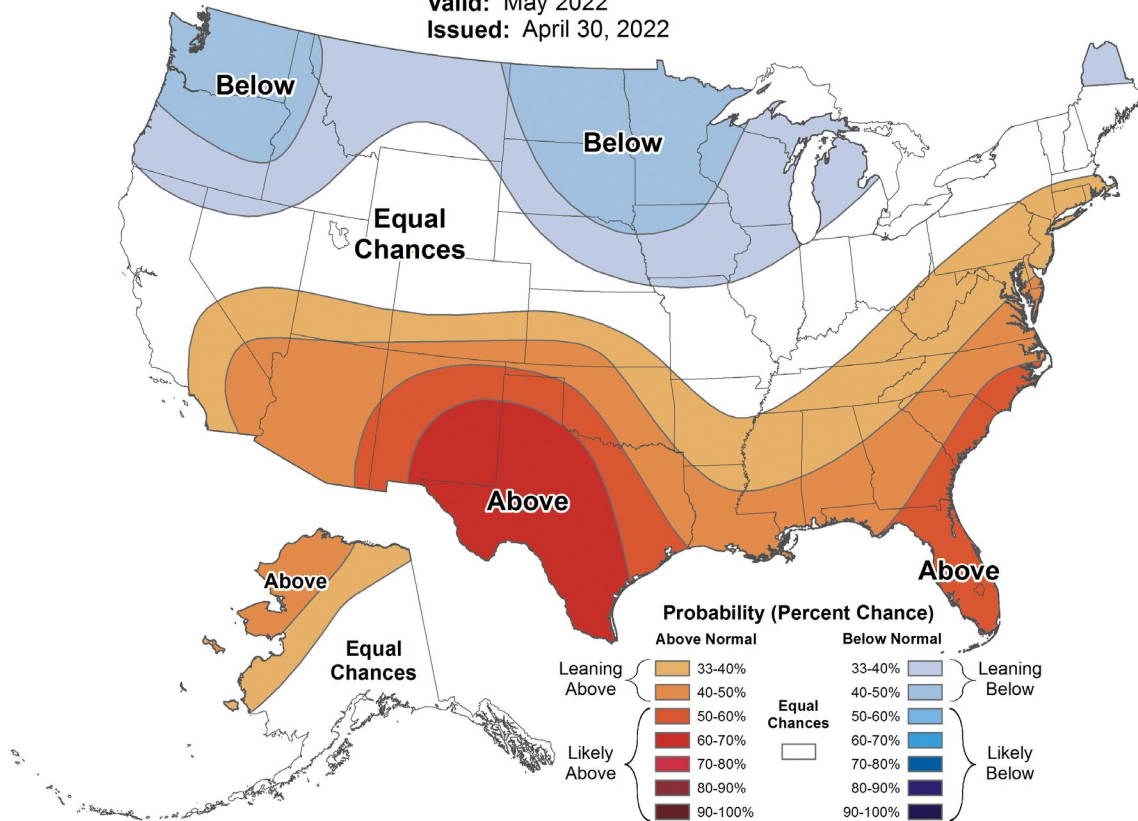 Valid: May 2022
Issued: April 30, 2022
Below
Below
Equal
Chances
Above
Above
Above
Equal
Chances
Probability (Percent Chance)
Above Normal
Below Normal
Leaning
Above
33-40%
40-50%
Likely
Above
50-60%
60-70%
70-80%
80-90%
90-100%
Equal
Chances
33-40%
40-50%
Leaning
Below
50-60%
60-70%
70-80%
80-90%
90-100%
Likely
Below